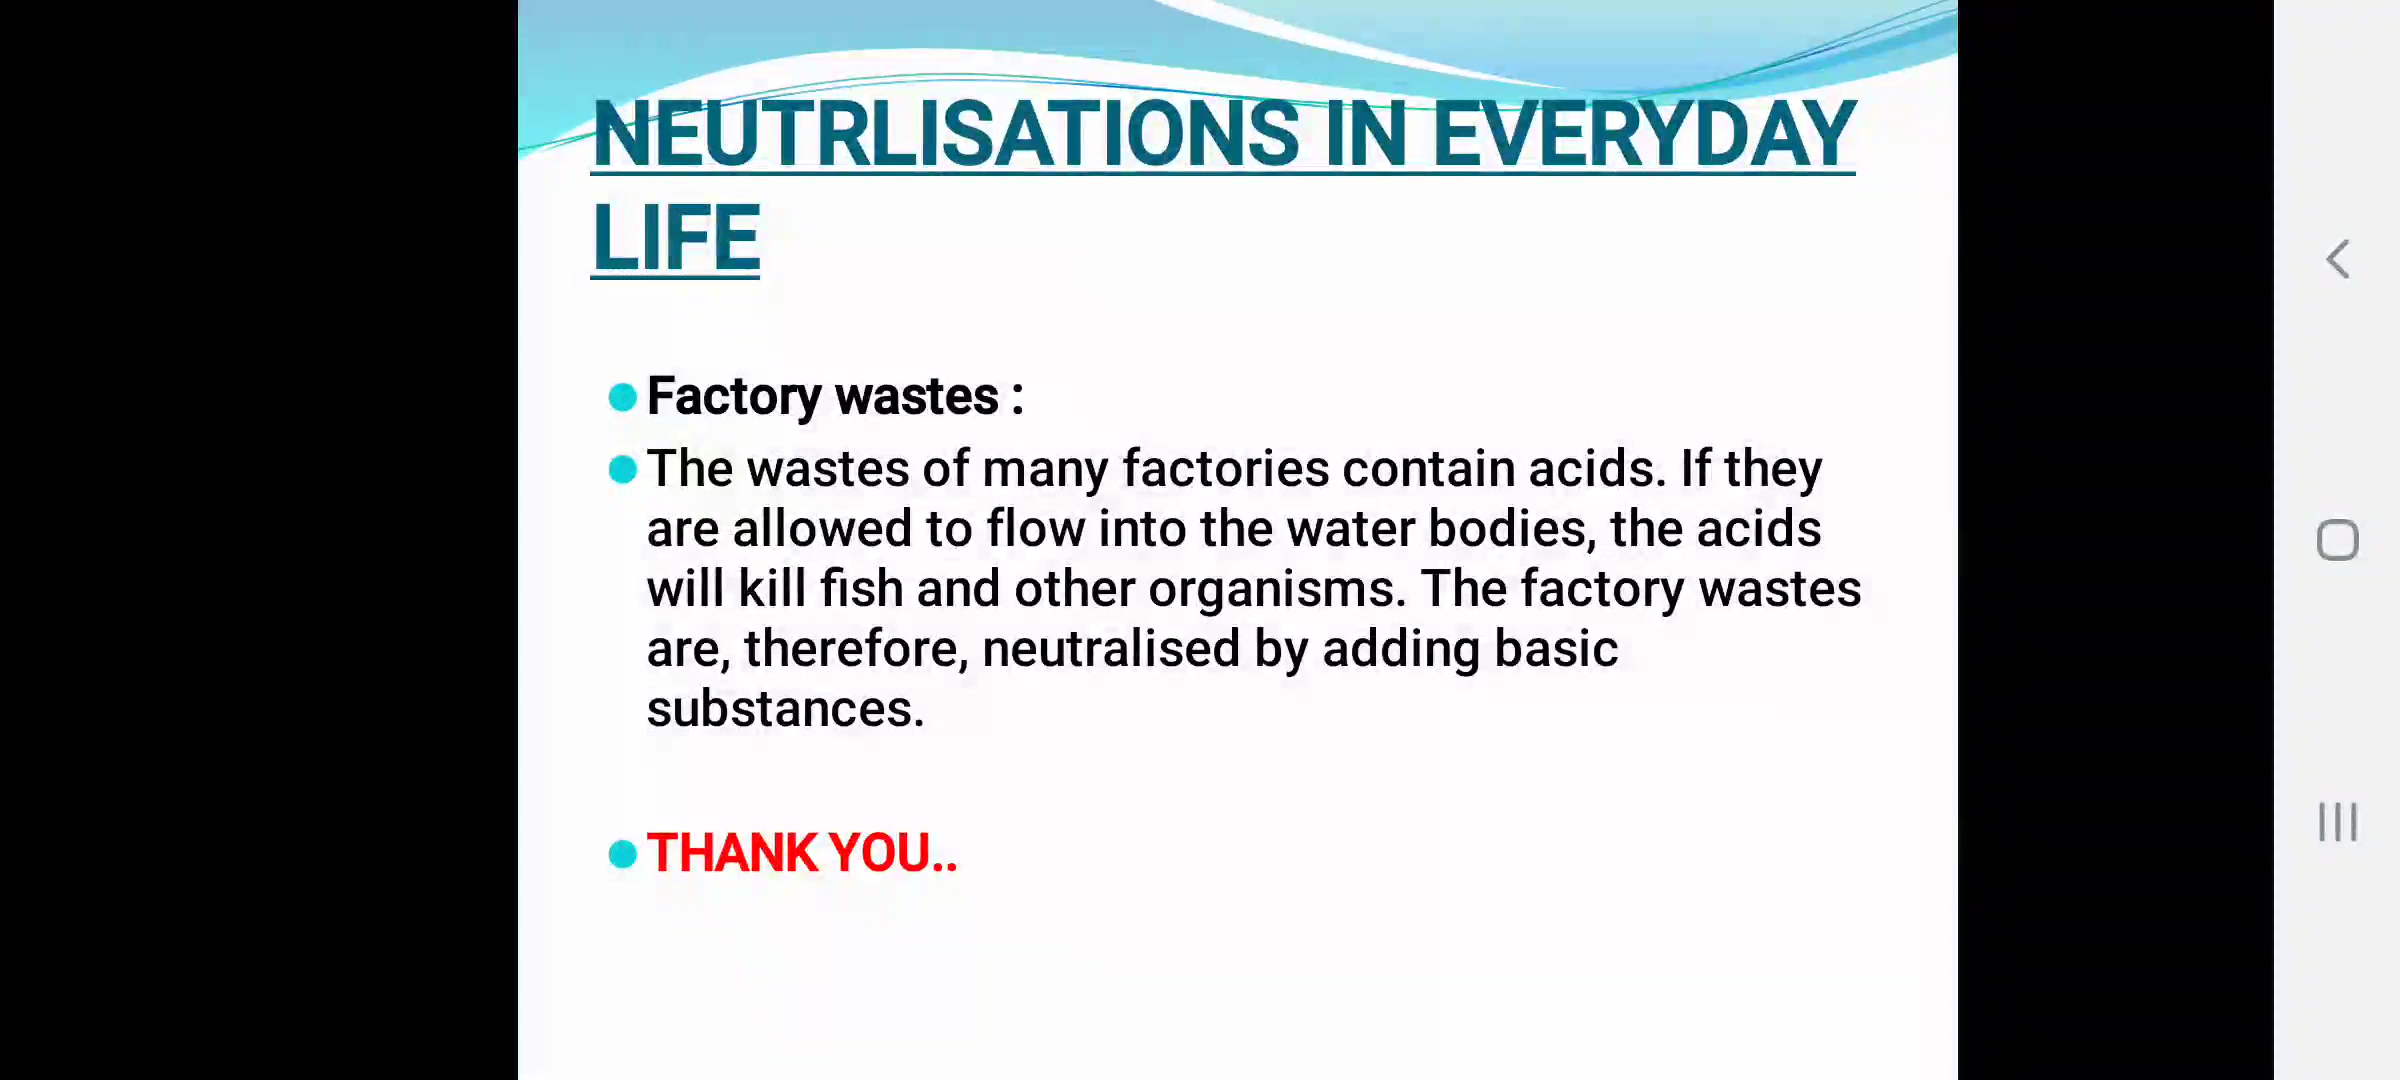 NEUTRLISATIONS IN EVERYDAY
LIFE
Factory wastes :
The wastes of many factories contain acids. If they
are allowed to flow into the water bodies, the acids
will kill fish and other organisms. The factory wastes
are, therefore, neutralised by adding basic
substances.
THANK YOU..